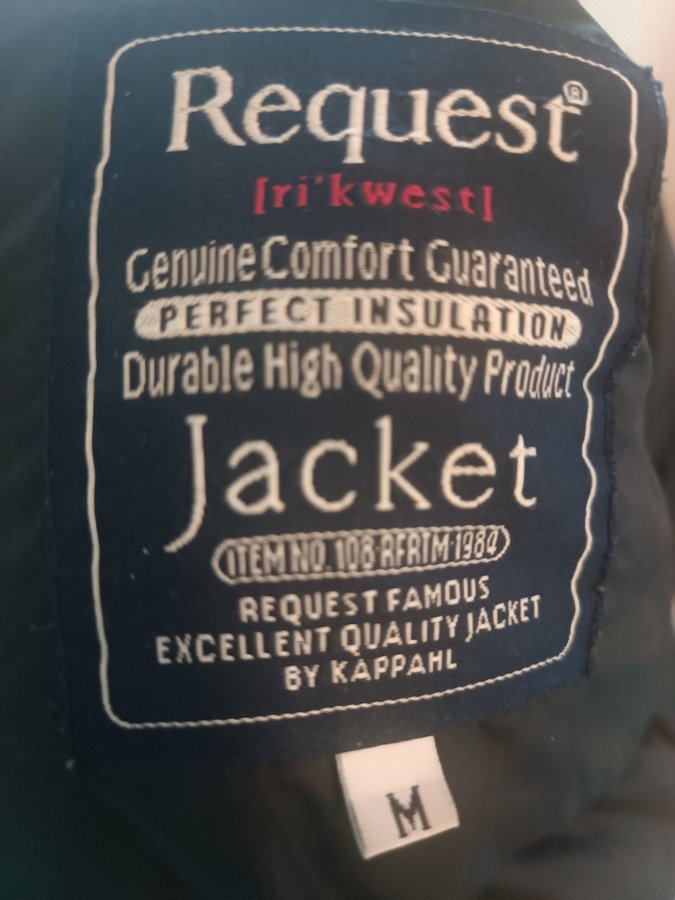 Request®
[ri'kwest]
Genuine Comfort Guaranteed
PERFECT INSULATION
Durable High Quality Product
Jacket
ITEM NO. 108-RFRTM-1984
REQUEST FAMOUS
EXCELLENT QUALITY JACKET
BY KAPPAHL
M